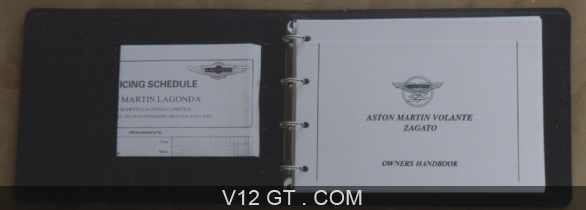 ICING SCHEDULE
MARTIN LAGONDA
ASTON MARTIN VOLANTE
ZAGATO
OWNERS HANDBOOK
V12 GT . COM